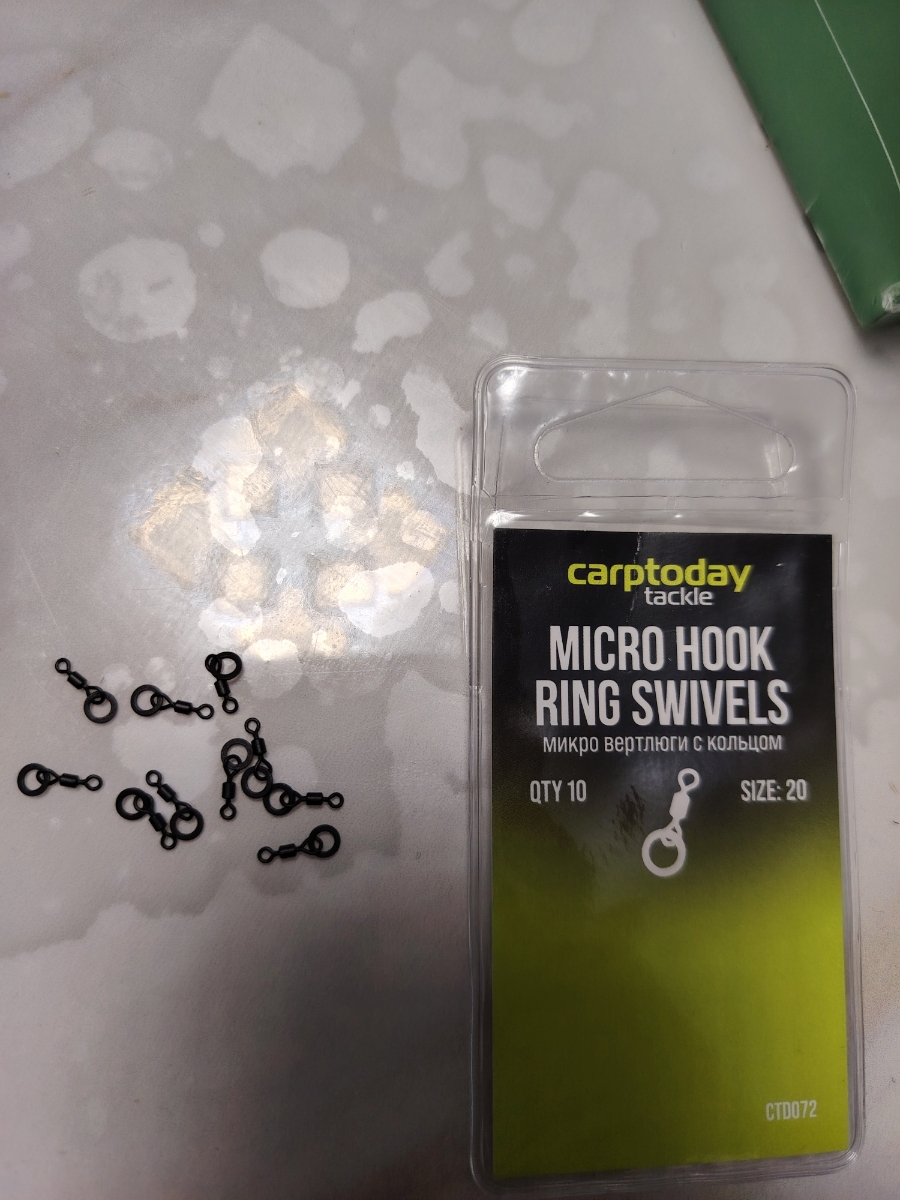 carptoday
tackle
MICRO HOOK
RING SWIVELS
микро вертлюги с кольцом
QTY 10
SIZE: 20
CTD072